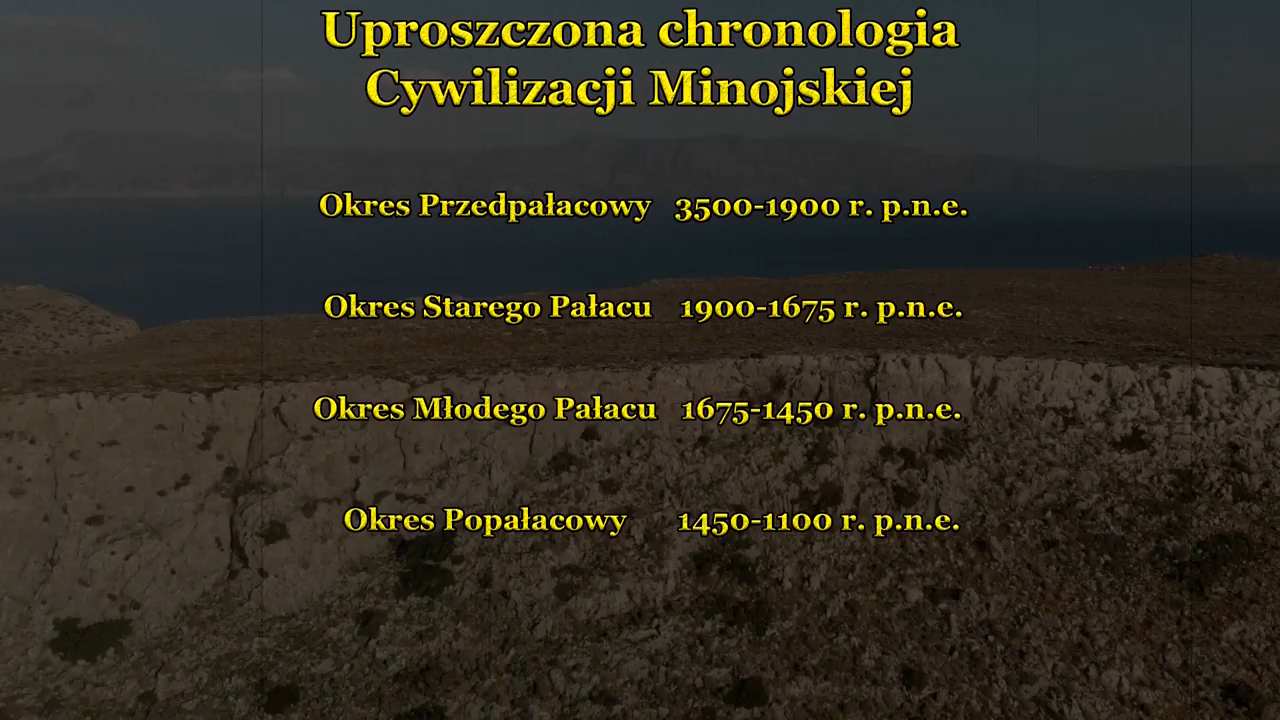 Uproszczona chronologia
Cywilizacji Minojskiej
Okres Przedpałacowy 3500-1900 r. p.n.e.
Okres Starego Pałacu 1900-1675 r. p.n.e.
Okres Młodego Pałacu 1675-1450 r. p.n.e.
Okres Popałacowy 1450-1100 r. p.n.e.